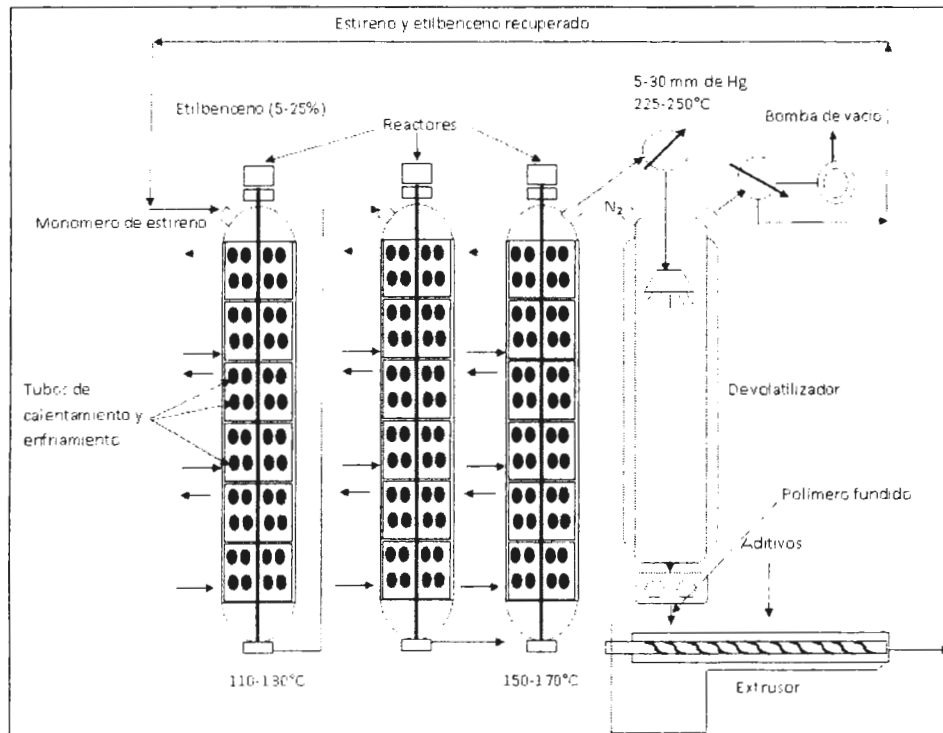 Estireno y etilbenceno recuperado
5-30 mm de Hg
225-250°C
Etilbenceno (5-25%)
Bomba de vacio
Reactores
N₂
Monomero de estireno
Tubos de
calentamiento y
enfriamiento
Devolatilizador
Polímero fundido
Aditivos
110-130°C
150-170°C
Extrusor